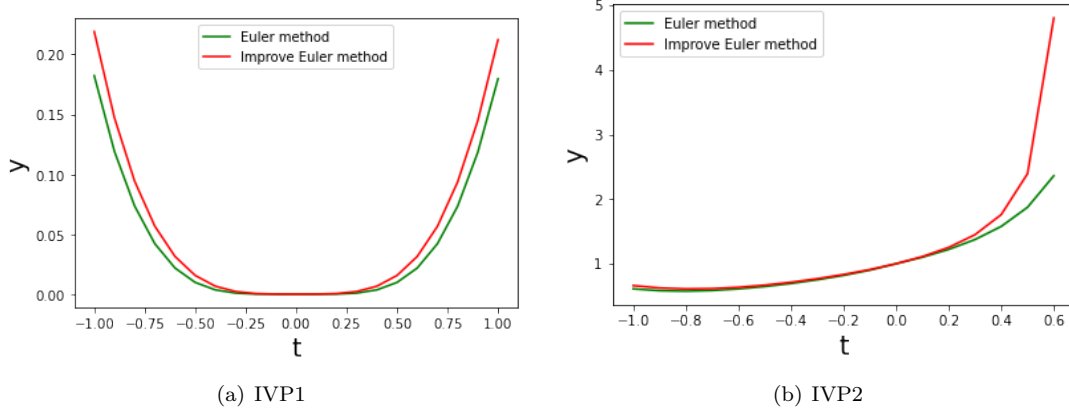 Euler method
Improve Euler method
0.20
0.15
0.10
0.05
0.00
y
−1.00 −0.75 −0.50 −0.25 0.00 0.25 0.50 0.75 1.00
t
(a) IVP1
Euler method
Improve Euler method
5
4
3
2
1
y
−1.0 −0.8 −0.6 −0.4 −0.2 0.0 0.2 0.4 0.6
t
(b) IVP2